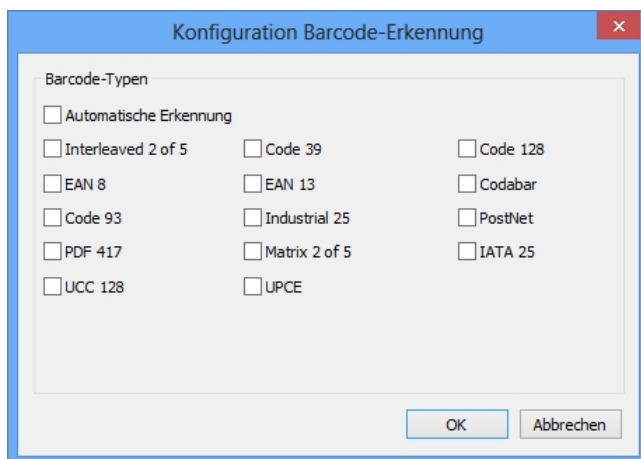 Konfiguration Barcode-Erkennung
Barcode-Typen
Automatische Erkennung
Interleaved 2 of 5 Code 39 Code 128
EAN 8 EAN 13 Codabar
Code 93 Industrial 25 PostNet
PDF 417 Matrix 2 of 5 IATA 25
UCC 128 UPCE
OK Abbrechen